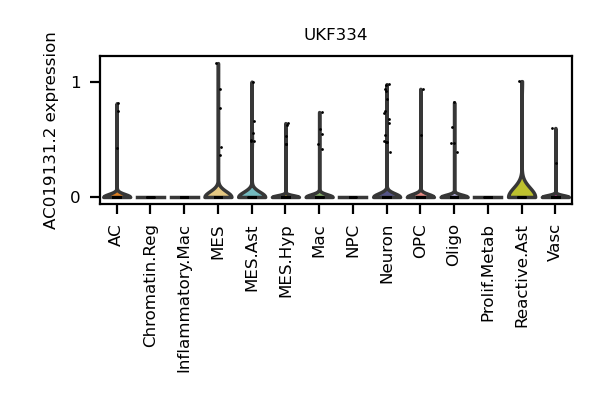 UKF334
AC019131.2 expression
1
0
AC
Chromatin.Reg
Inflammatory.Mac
MES
MES.Ast
MES.Hyp
Mac
NPC
Neuron
OPC
Oligo
Prolif.Metab
Reactive.Ast
Vasc